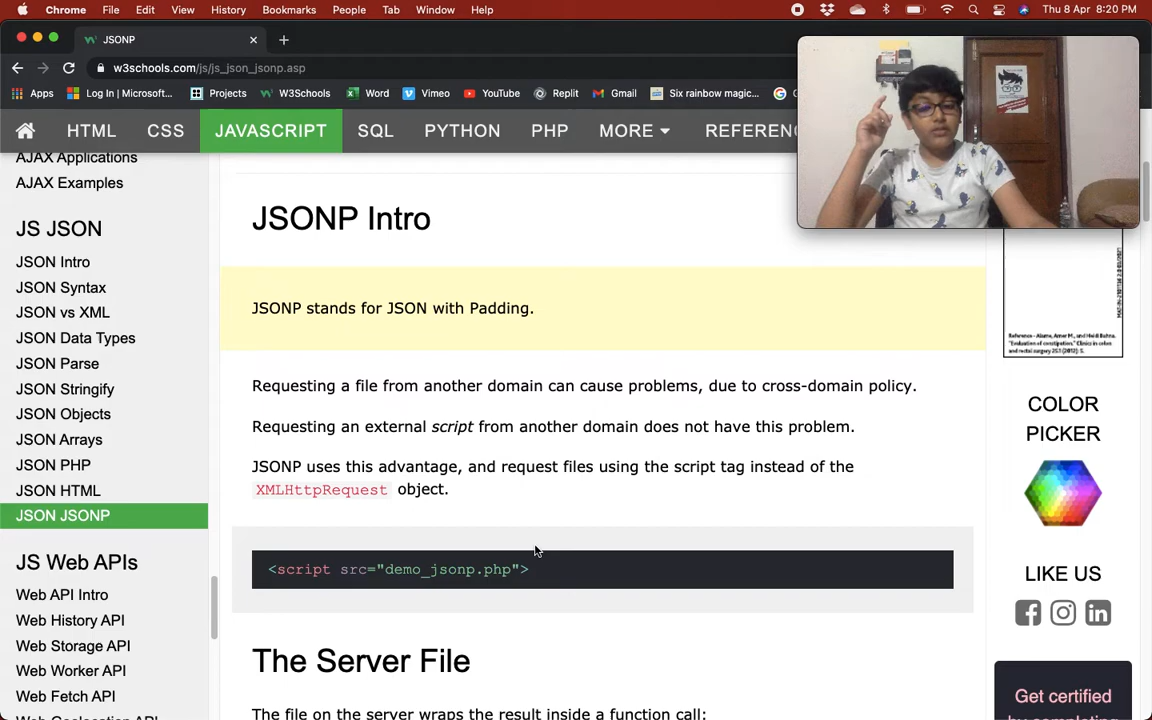 Chrome File Edit View History Bookmarks People Tab Window Help
Thu 8 Apr 8:20 PM
JSONP
w3schools.com/js/js_json_jsonp.asp
Apps Log In | Microsoft... Projects W3Schools Word Vimeo YouTube Replit Gmail Six rainbow magic...
HTML CSS JAVASCRIPT SQL PYTHON PHP MORE REFERENC
AJAX Applications
AJAX Examples
JS JSON
JSON Intro
JSON Syntax
JSON vs XML
JSON Data Types
JSON Parse
JSON Stringify
JSON Objects
JSON Arrays
JSON PHP
JSON HTML
JSON JSONP
JS Web APIs
Web API Intro
Web History API
Web Storage API
Web Worker API
Web Fetch API
Web Geolocation API
JSONP Intro
JSONP stands for JSON with Padding.
Requesting a file from another domain can cause problems, due to cross-domain policy.
Requesting an external script from another domain does not have this problem.
JSONP uses this advantage, and request files using the script tag instead of the
XMLHttpRequest object.
<script src="demo_jsonp.php">
The Server File
The file on the server wraps the result inside a function call:
COLOR
PICKER
LIKE US
Get certified
by completing